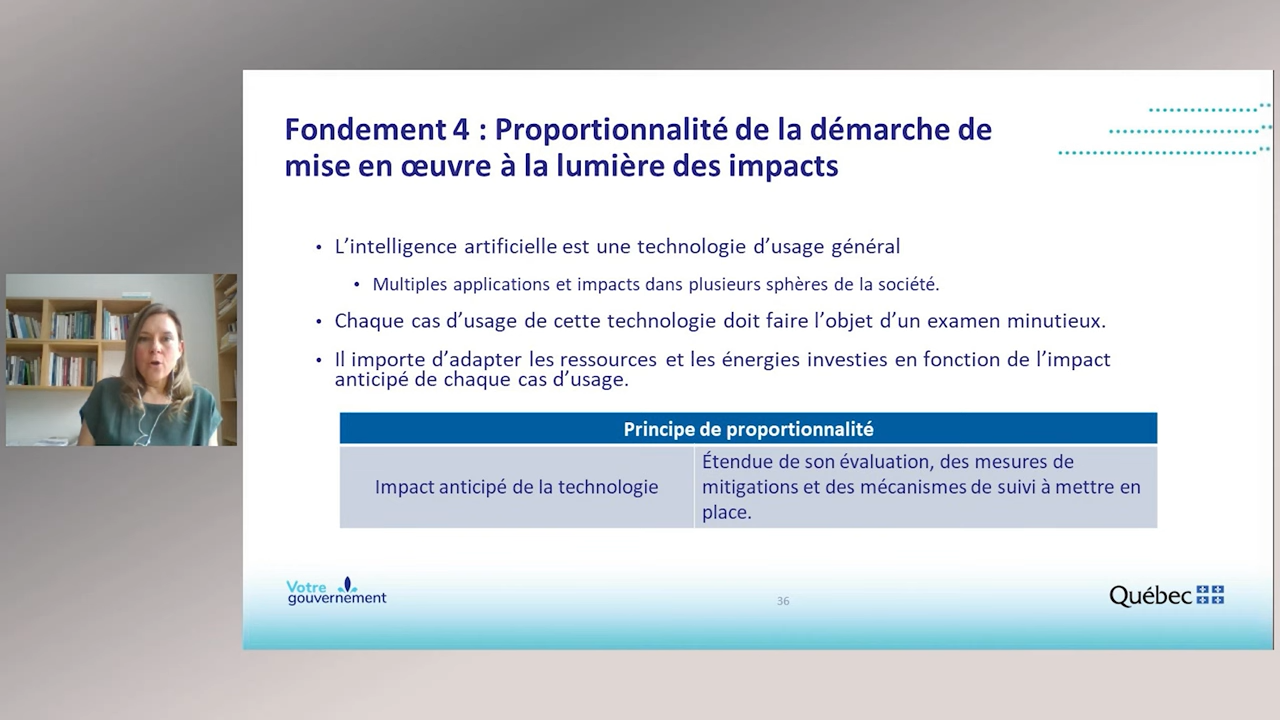 Fondement 4 : Proportionnalité de la démarche de
mise en œuvre à la lumière des impacts
• L’intelligence artificielle est une technologie d’usage général
• Multiples applications et impacts dans plusieurs sphères de la société.
• Chaque cas d’usage de cette technologie doit faire l’objet d’un examen minutieux.
• Il importe d’adapter les ressources et les énergies investies en fonction de l’impact
anticipé de chaque cas d’usage.
Principe de proportionnalité
Impact anticipé de la technologie
Étendue de son évaluation, des mesures de
mitigations et des mécanismes de suivi à mettre en
place.
Votre
gouvernement
36
Québec